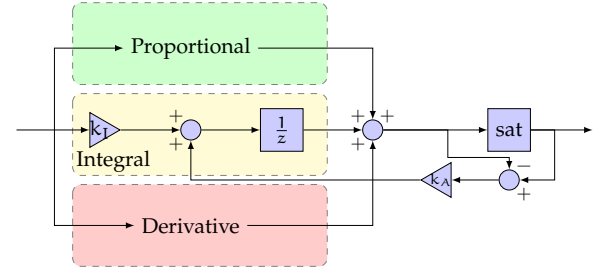 Proportional
+ + +
k_I + + 1/z + sat
Integral
k_A − +
Derivative